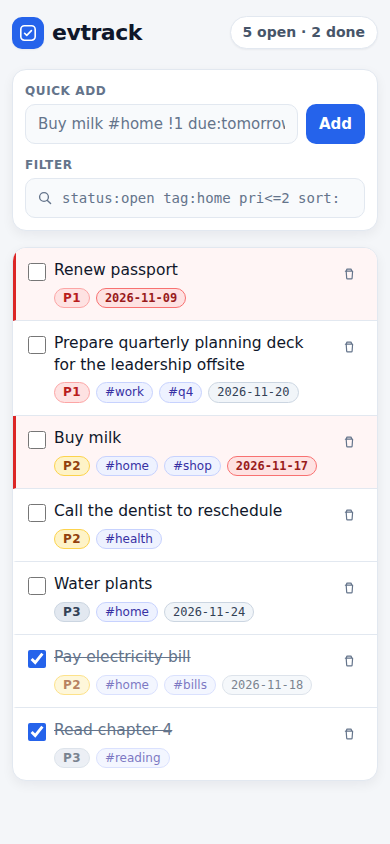 evtrack
5 open · 2 done
QUICK ADD
Buy milk #home !1 due:tomorrow
Add
FILTER
status:open tag:home pri<=2 sort:
Renew passport
P1 2026-11-09
Prepare quarterly planning deck
for the leadership offsite
P1 #work #q4 2026-11-20
Buy milk
P2 #home #shop 2026-11-17
Call the dentist to reschedule
P2 #health
Water plants
P3 #home 2026-11-24
Pay electricity bill
P2 #home #bills 2026-11-18
Read chapter 4
P3 #reading